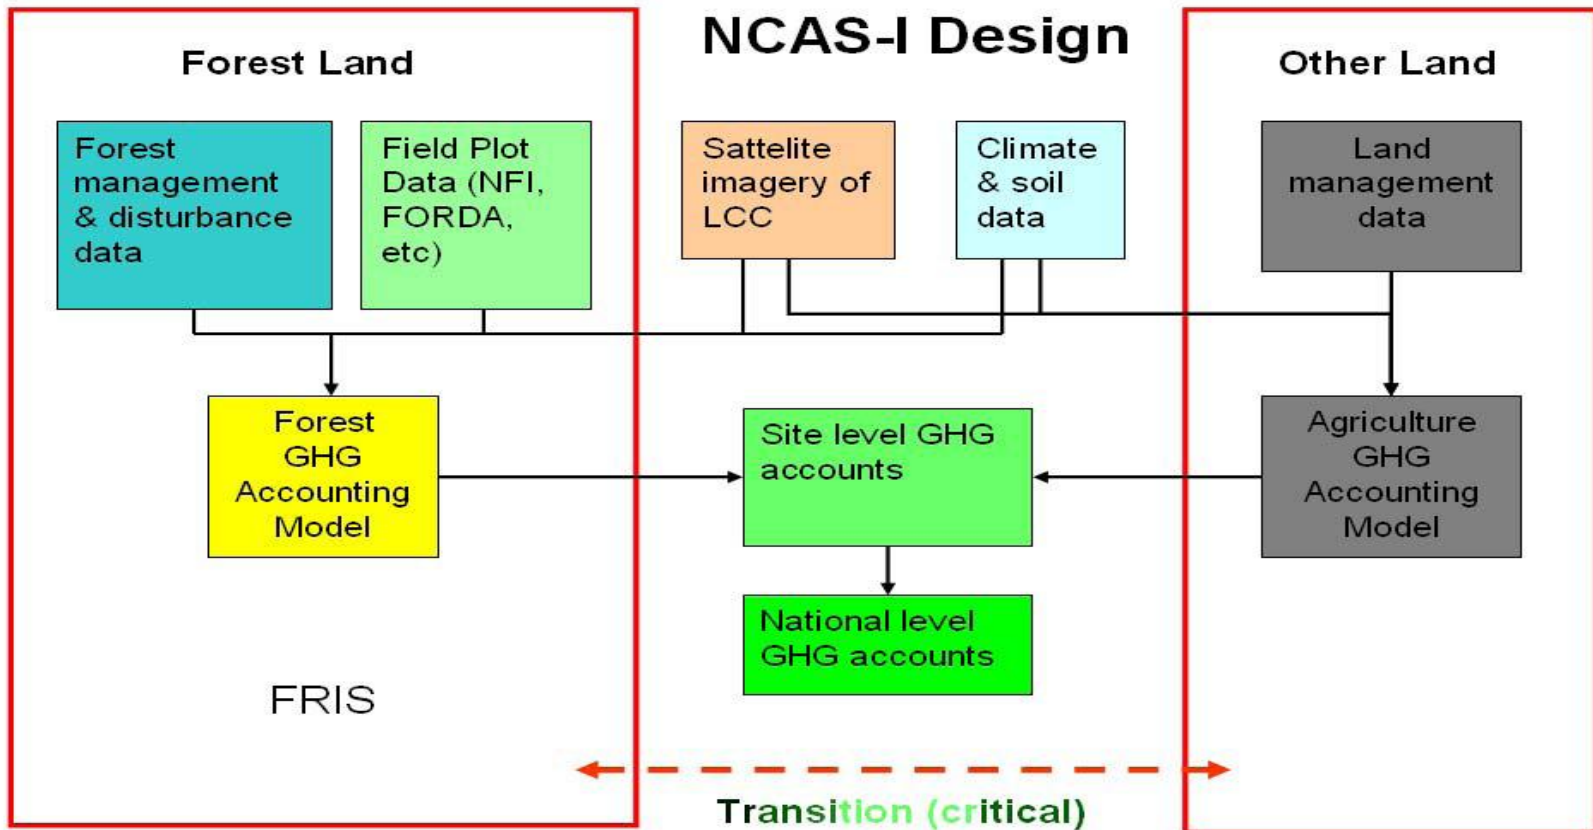 NCAS-I Design
Forest Land
Other Land
Forest
management
& disturbance
data
Field Plot
Data (NFI,
FORDA,
etc)
Sattelite
imagery of
LCC
Climate
& soil
data
Land
management
data
Forest
GHG
Accounting
Model
Site level GHG
accounts
Agriculture
GHG
Accounting
Model
National level
GHG accounts
FRIS
Transition (critical)